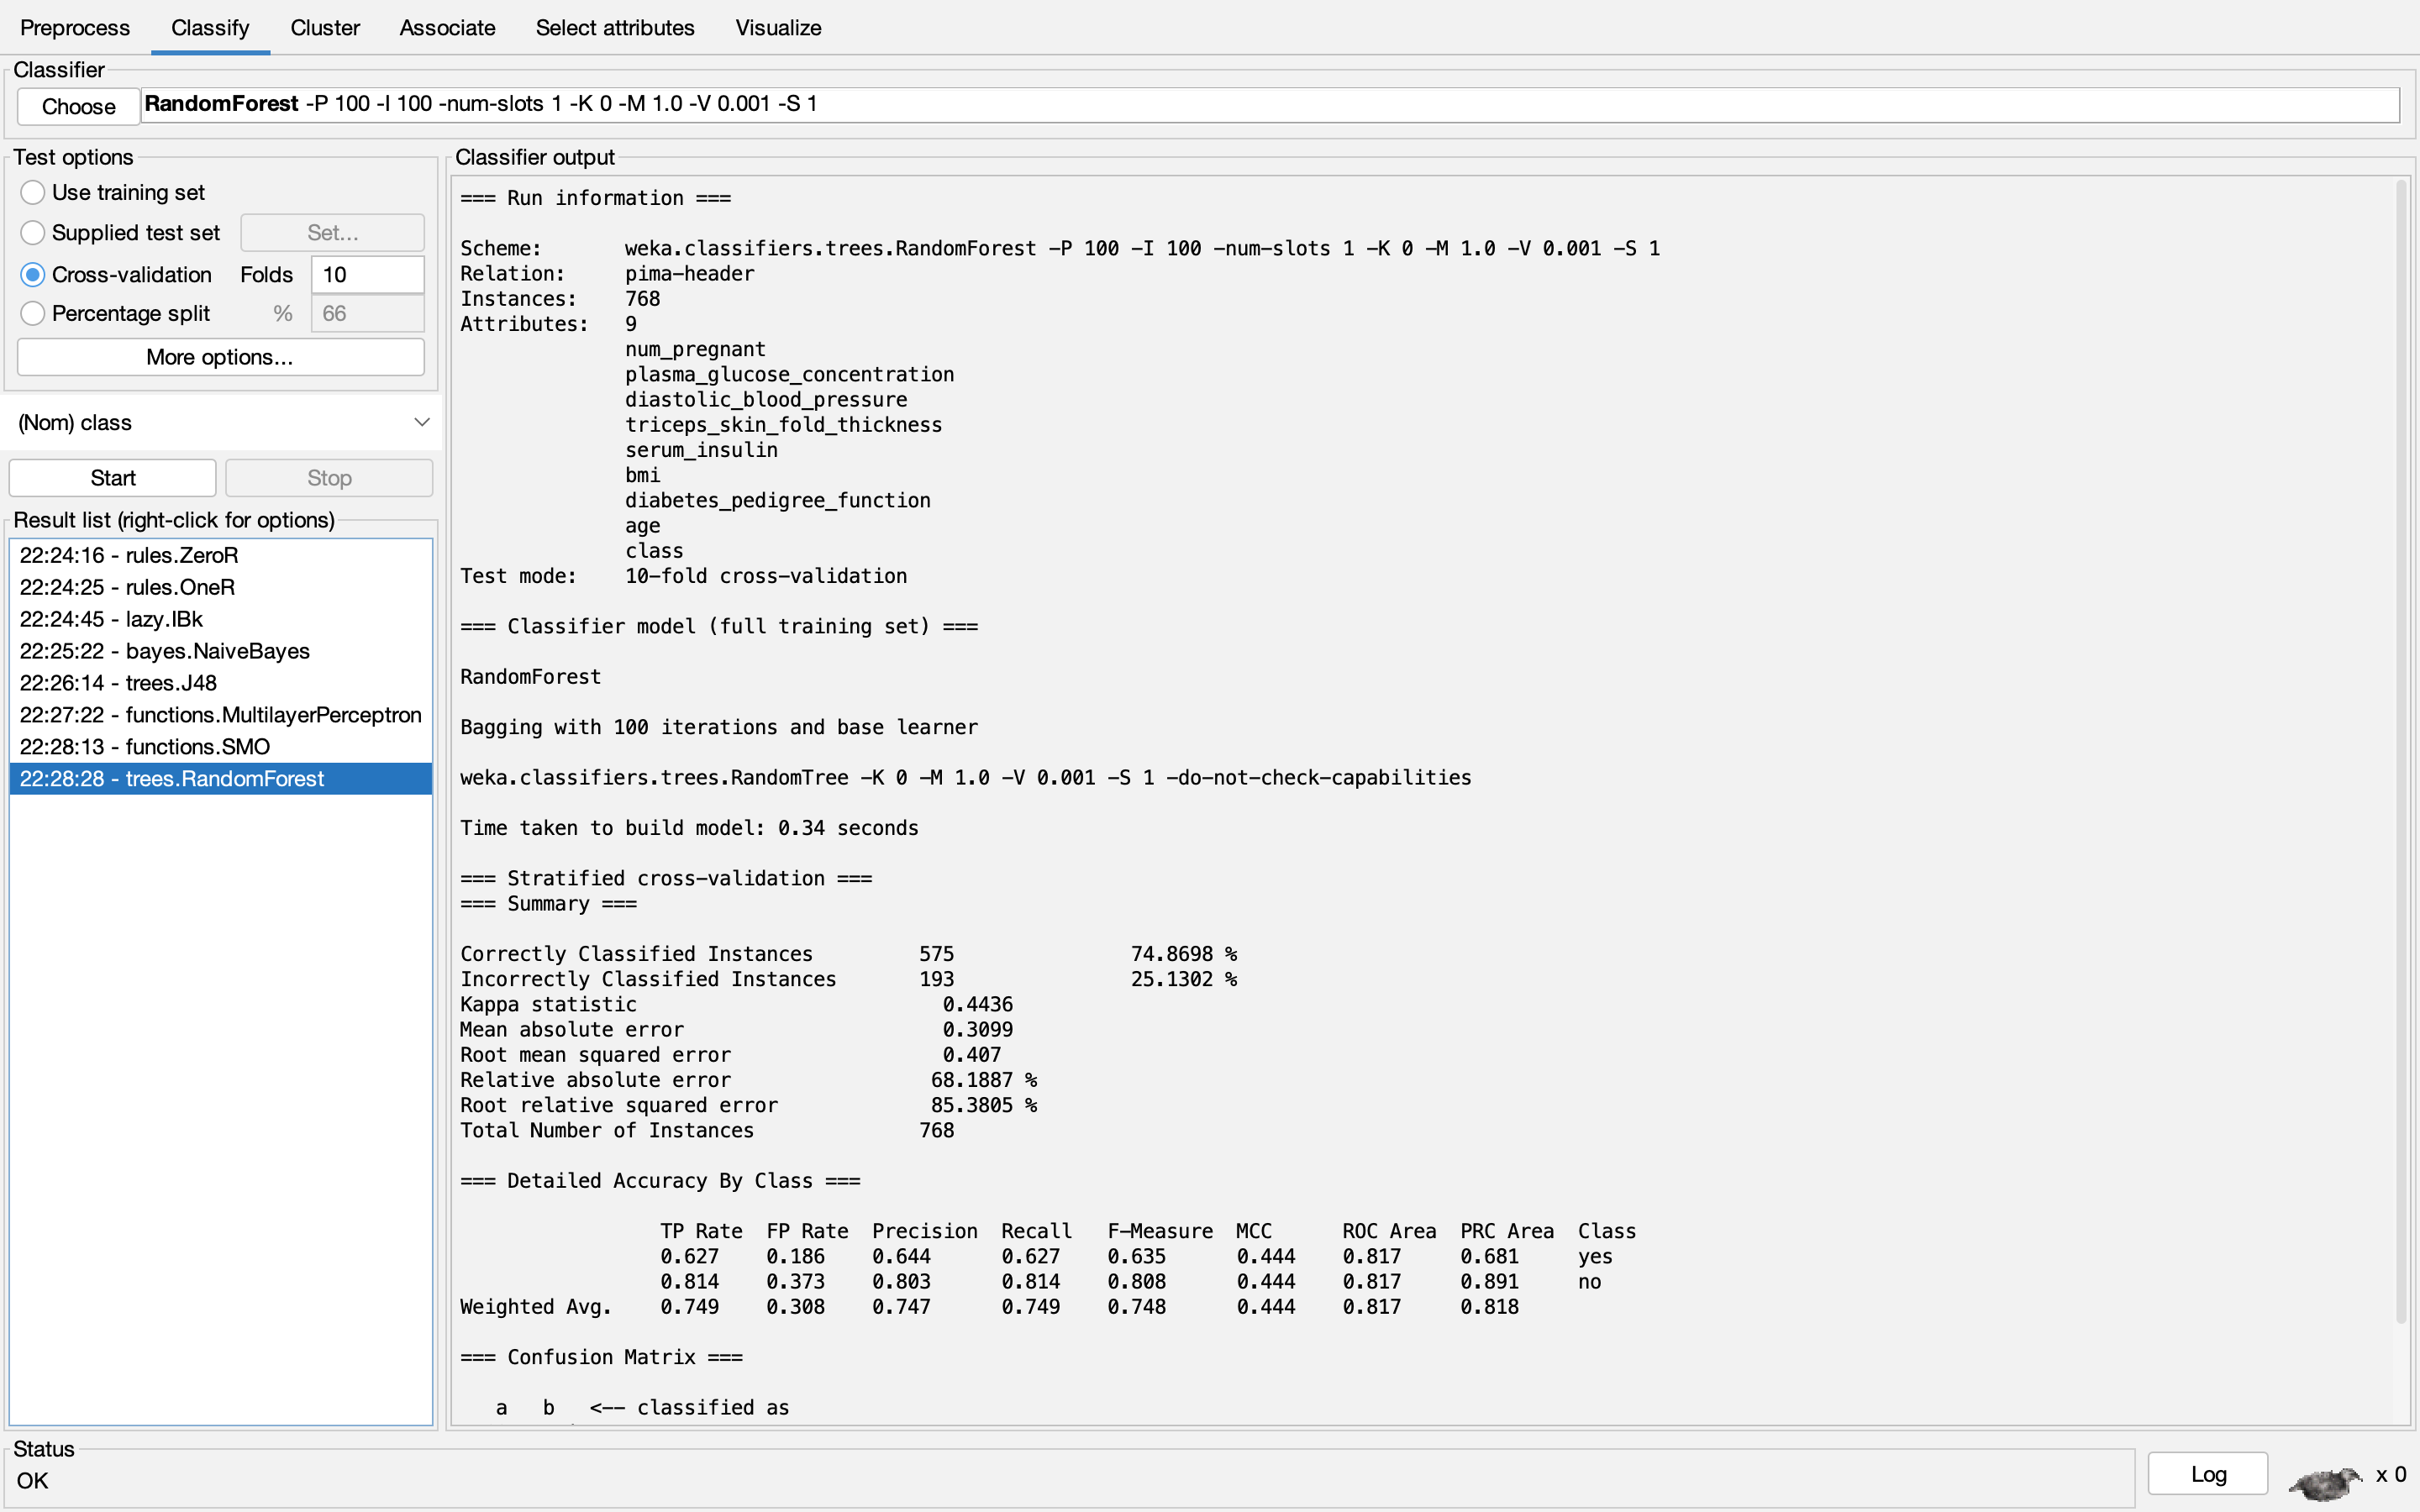 Preprocess Classify Cluster Associate Select attributes Visualize
Classifier
Choose RandomForest -P 100 -I 100 -num-slots 1 -K 0 -M 1.0 -V 0.001 -S 1
Test options
Use training set
Supplied test set Set...
Cross-validation Folds 10
Percentage split % 66
More options...
(Nom) class
Start Stop
Result list (right-click for options)
22:24:16 - rules.ZeroR
22:24:25 - rules.OneR
22:24:45 - lazy.IBk
22:25:22 - bayes.NaiveBayes
22:26:14 - trees.J48
22:27:22 - functions.MultilayerPerceptron
22:28:13 - functions.SMO
22:28:28 - trees.RandomForest
Classifier output
=== Run information ===
Scheme: weka.classifiers.trees.RandomForest -P 100 -I 100 -num-slots 1 -K 0 -M 1.0 -V 0.001 -S 1
Relation: pima-header
Instances: 768
Attributes: 9
num_pregnant
plasma_glucose_concentration
diastolic_blood_pressure
triceps_skin_fold_thickness
serum_insulin
bmi
diabetes_pedigree_function
age
class
Test mode: 10-fold cross-validation
=== Classifier model (full training set) ===
RandomForest
Bagging with 100 iterations and base learner
weka.classifiers.trees.RandomTree -K 0 -M 1.0 -V 0.001 -S 1 -do-not-check-capabilities
Time taken to build model: 0.34 seconds
=== Stratified cross-validation ===
=== Summary ===
Correctly Classified Instances 575 74.8698 %
Incorrectly Classified Instances 193 25.1302 %
Kappa statistic 0.4436
Mean absolute error 0.3099
Root mean squared error 0.407
Relative absolute error 68.1887 %
Root relative squared error 85.3805 %
Total Number of Instances 768
=== Detailed Accuracy By Class ===
TP Rate FP Rate Precision Recall F-Measure MCC ROC Area PRC Area Class
0.627 0.186 0.644 0.627 0.635 0.444 0.817 0.681 yes
0.814 0.373 0.803 0.814 0.808 0.444 0.817 0.891 no
Weighted Avg. 0.749 0.308 0.747 0.749 0.748 0.444 0.817 0.818
=== Confusion Matrix ===
a b <-- classified as
Status
OK
Log x 0